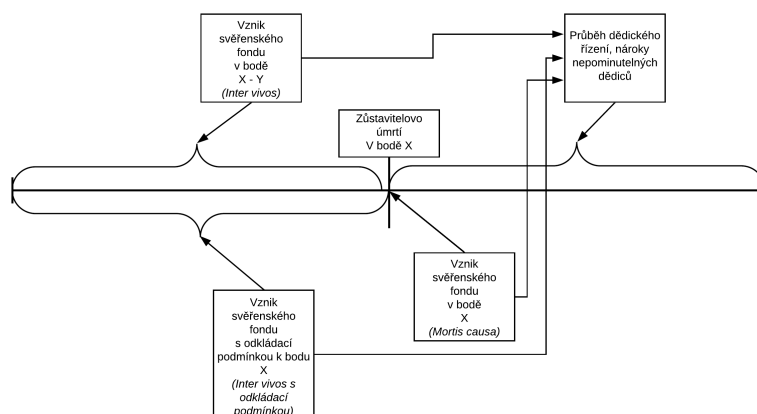 Vznik
svěřenského
fondu
v bodě
X - Y
(Inter vivos)
Průběh dědického
řízení, nároky
nepominutelných
dědiců
Zůstavitelovo
úmrtí
V bodě X
Vznik
svěřenského
fondu
v bodě
X
(Mortis causa)
Vznik
svěřenského
fondu
s odkládací
podmínkou k bodu
X
(Inter vivos s
odkládací
podmínkou)